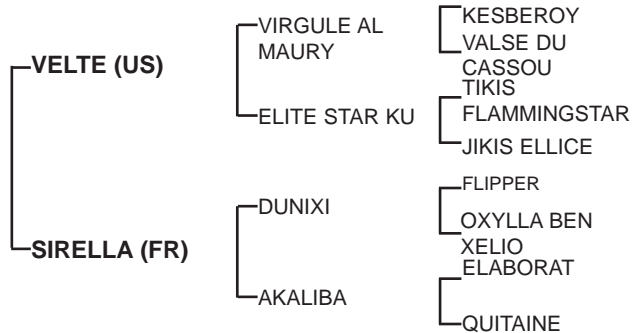 KESBEROY
VIRGULE AL
MAURY
VALSE DU
CASSOU
VELTE (US)
TIKIS
FLAMMINGSTAR
ELITE STAR KU
JIKIS ELLICE
FLIPPER
DUNIXI
OXYLLA BEN
XELIO
SIRELLA (FR)
ELABORAT
AKALIBA
QUITAINE